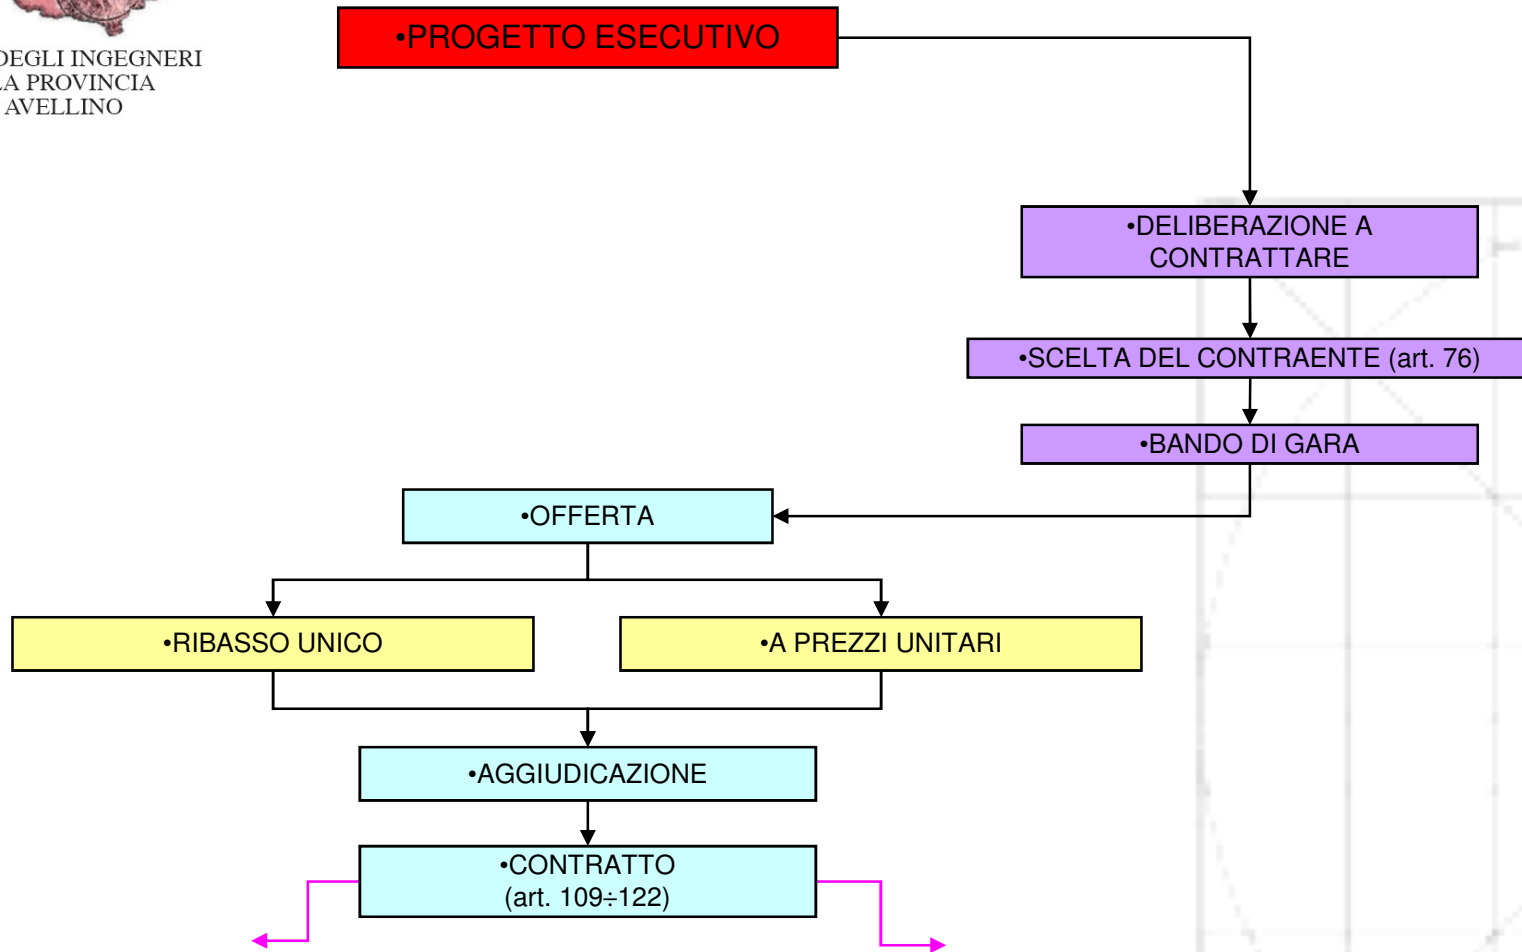 DEGLI INGEGNERI
LA PROVINCIA
AVELLINO
•PROGETTO ESECUTIVO
•DELIBERAZIONE A
CONTRATTARE
•SCELTA DEL CONTRAENTE (art. 76)
•BANDO DI GARA
•OFFERTA
•RIBASSO UNICO
•A PREZZI UNITARI
•AGGIUDICAZIONE
•CONTRATTO
(art. 109÷122)